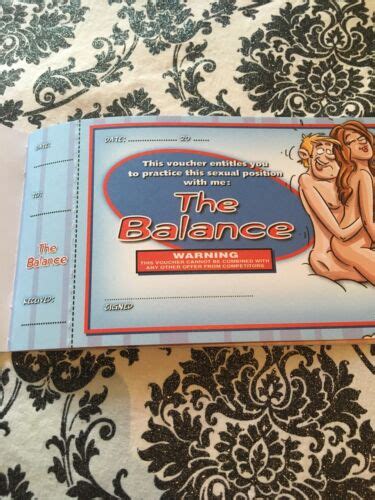 DATE:
TO:
The
Balance
RECEIVED:
DATE: 20
This voucher entitles you
to practice this sexual position
with me:
The
Balance
WARNING
THIS VOUCHER CANNOT BE COMBINED WITH
ANY OTHER OFFER FROM COMPETITORS
SIGNED